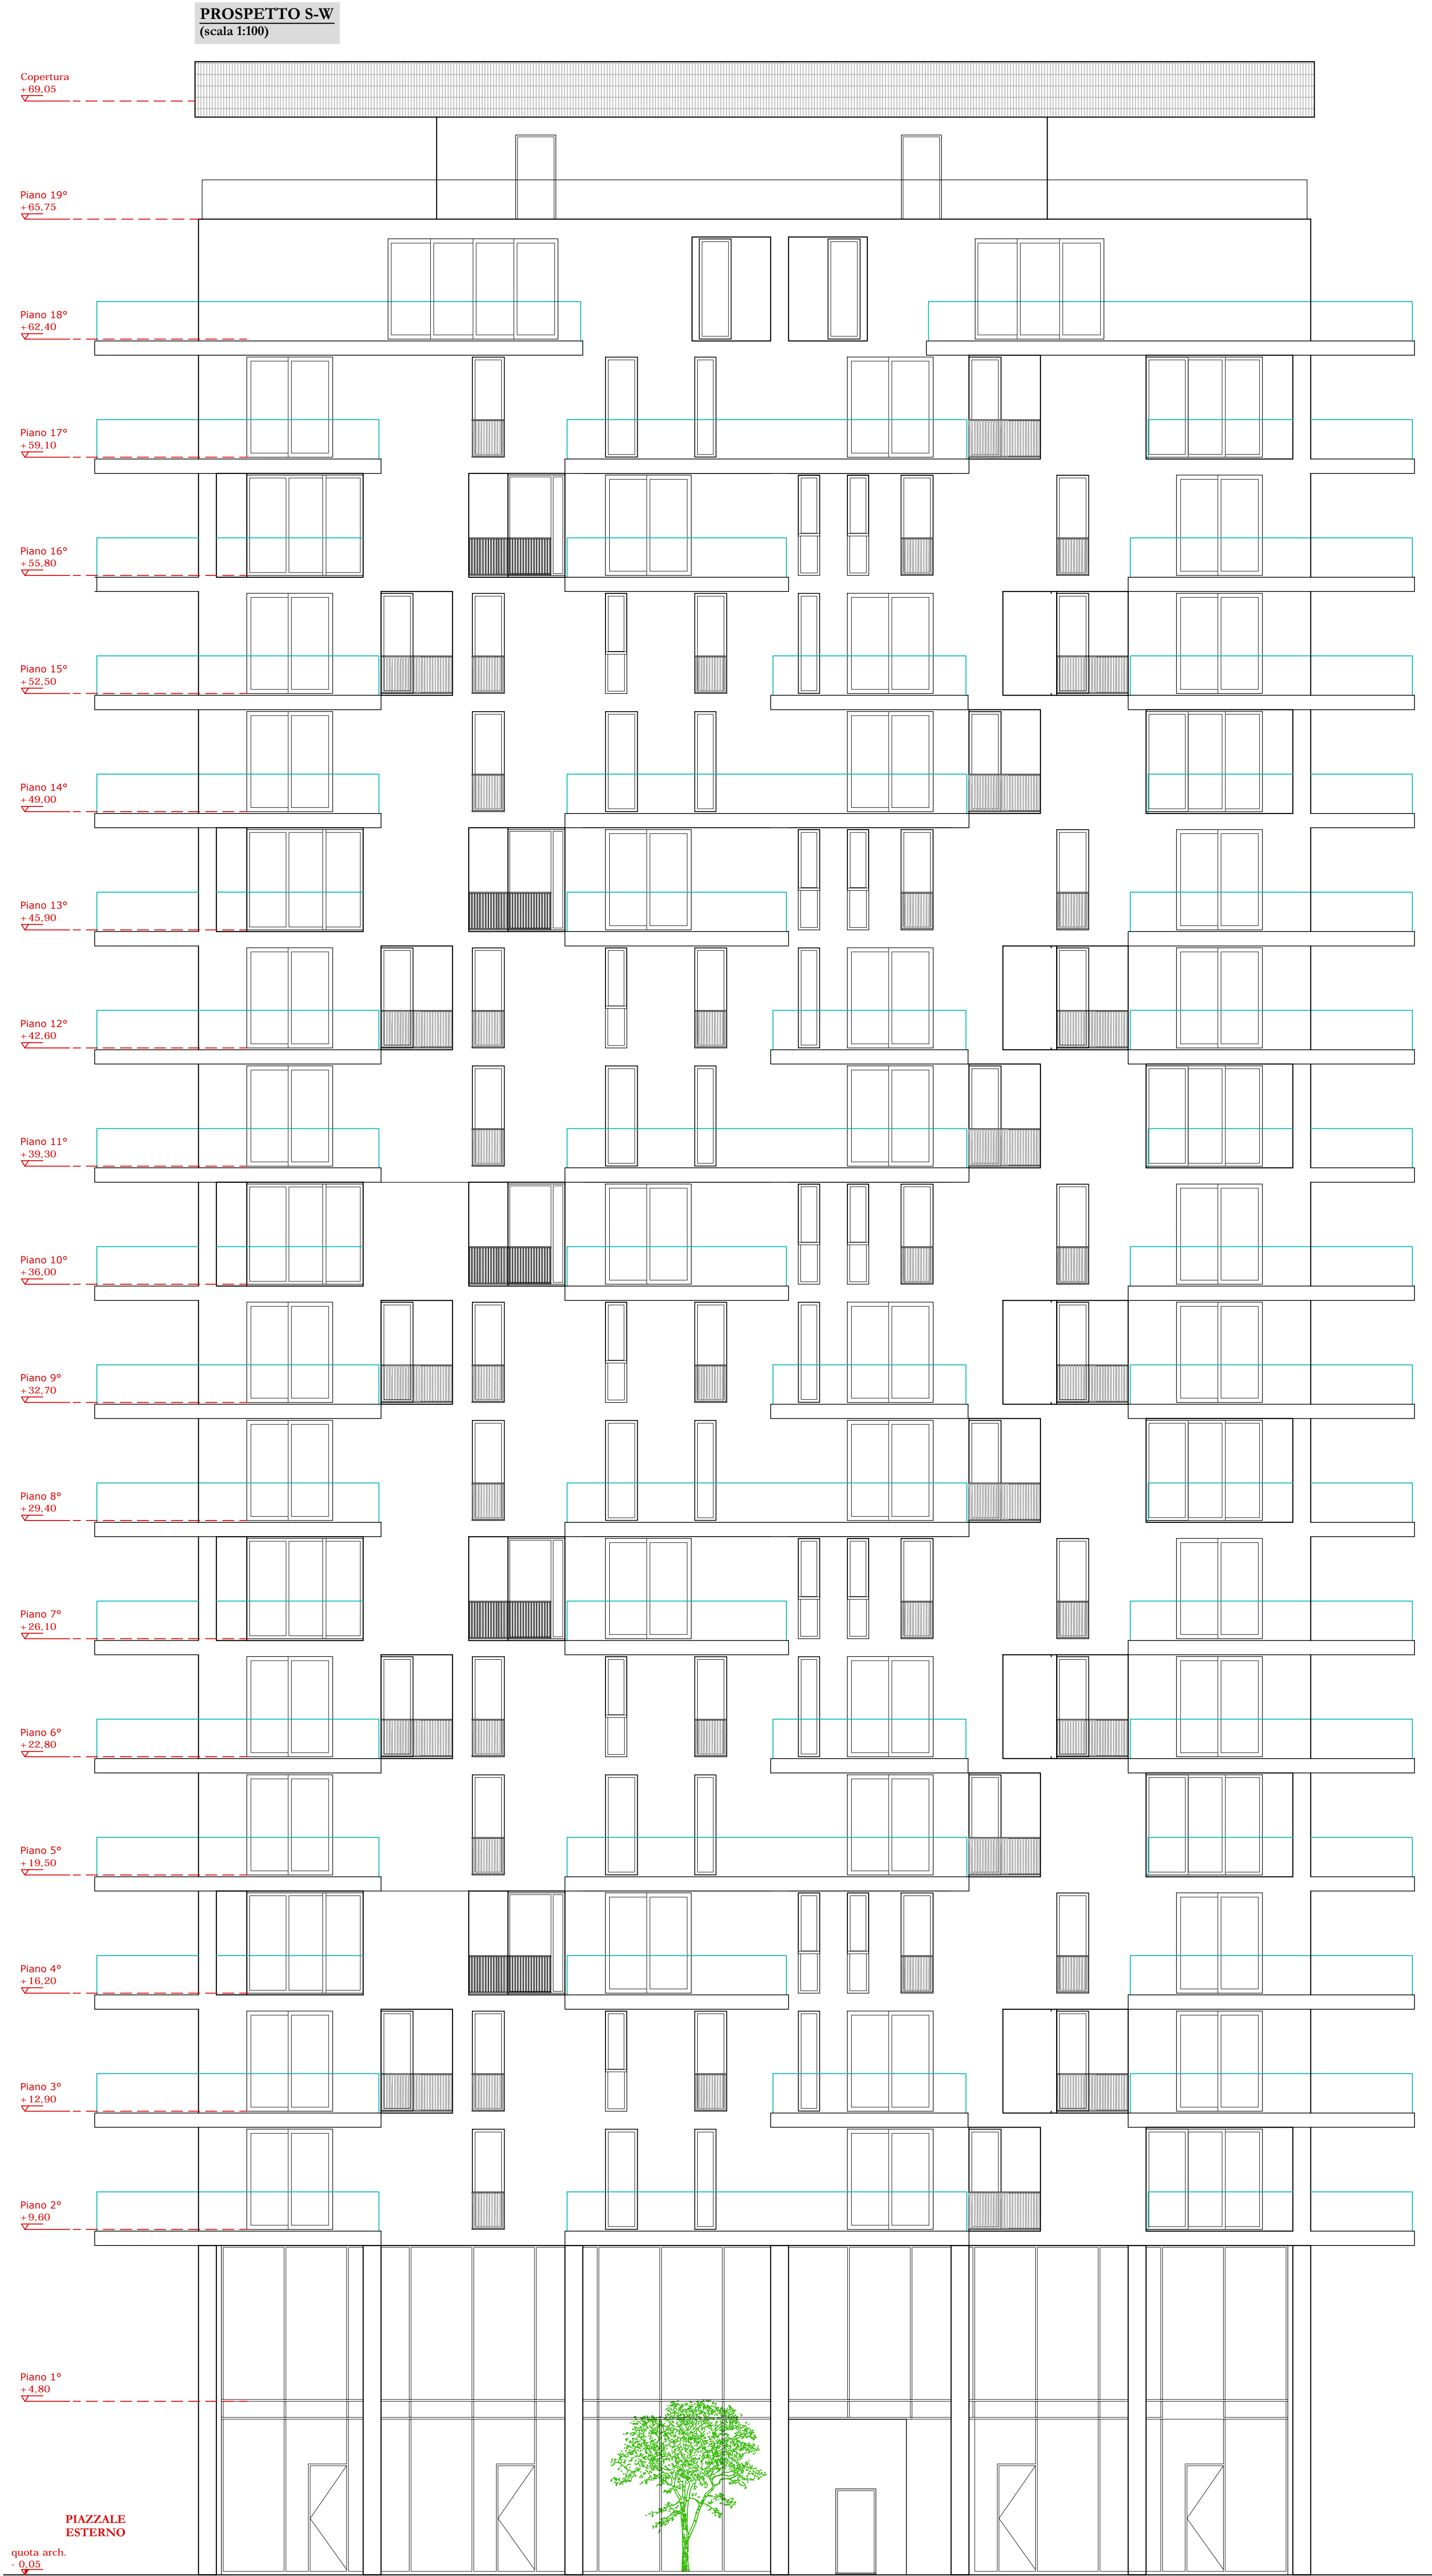 PROSPETTO S-W
(scala 1:100)
Copertura
+69,05
Piano 19°
+65,75
Piano 18°
+62,40
Piano 17°
+59,10
Piano 16°
+55,80
Piano 15°
+52,50
Piano 14°
+49,00
Piano 13°
+45,90
Piano 12°
+42,60
Piano 11°
+39,30
Piano 10°
+36,00
Piano 9°
+32,70
Piano 8°
+29,40
Piano 7°
+26,10
Piano 6°
+22,80
Piano 5°
+19,50
Piano 4°
+16,20
Piano 3°
+12,90
Piano 2°
+9,60
Piano 1°
+4,80
PIAZZALE
ESTERNO
quota arch.
- 0,05